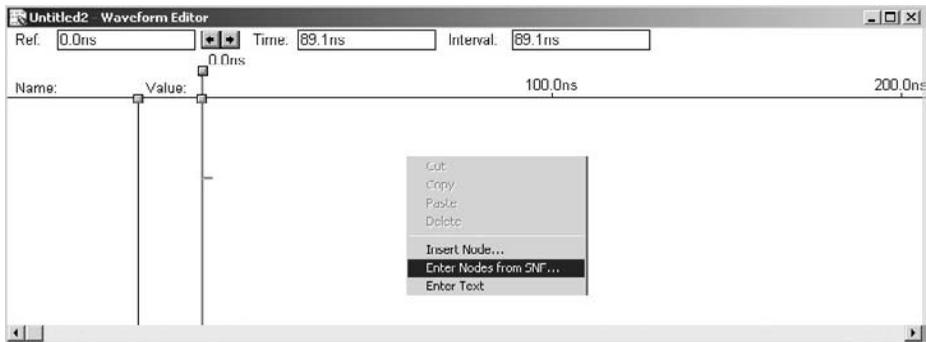 Untitled2 - Waveform Editor
Ref: 0.0ns Time: 89.1ns Interval: 89.1ns
0.0ns
Name: Value: 100.0ns 200.0ns
Cut
Copy
Paste
Delete
Insert Node...
Enter Nodes from SNF...
Enter Text